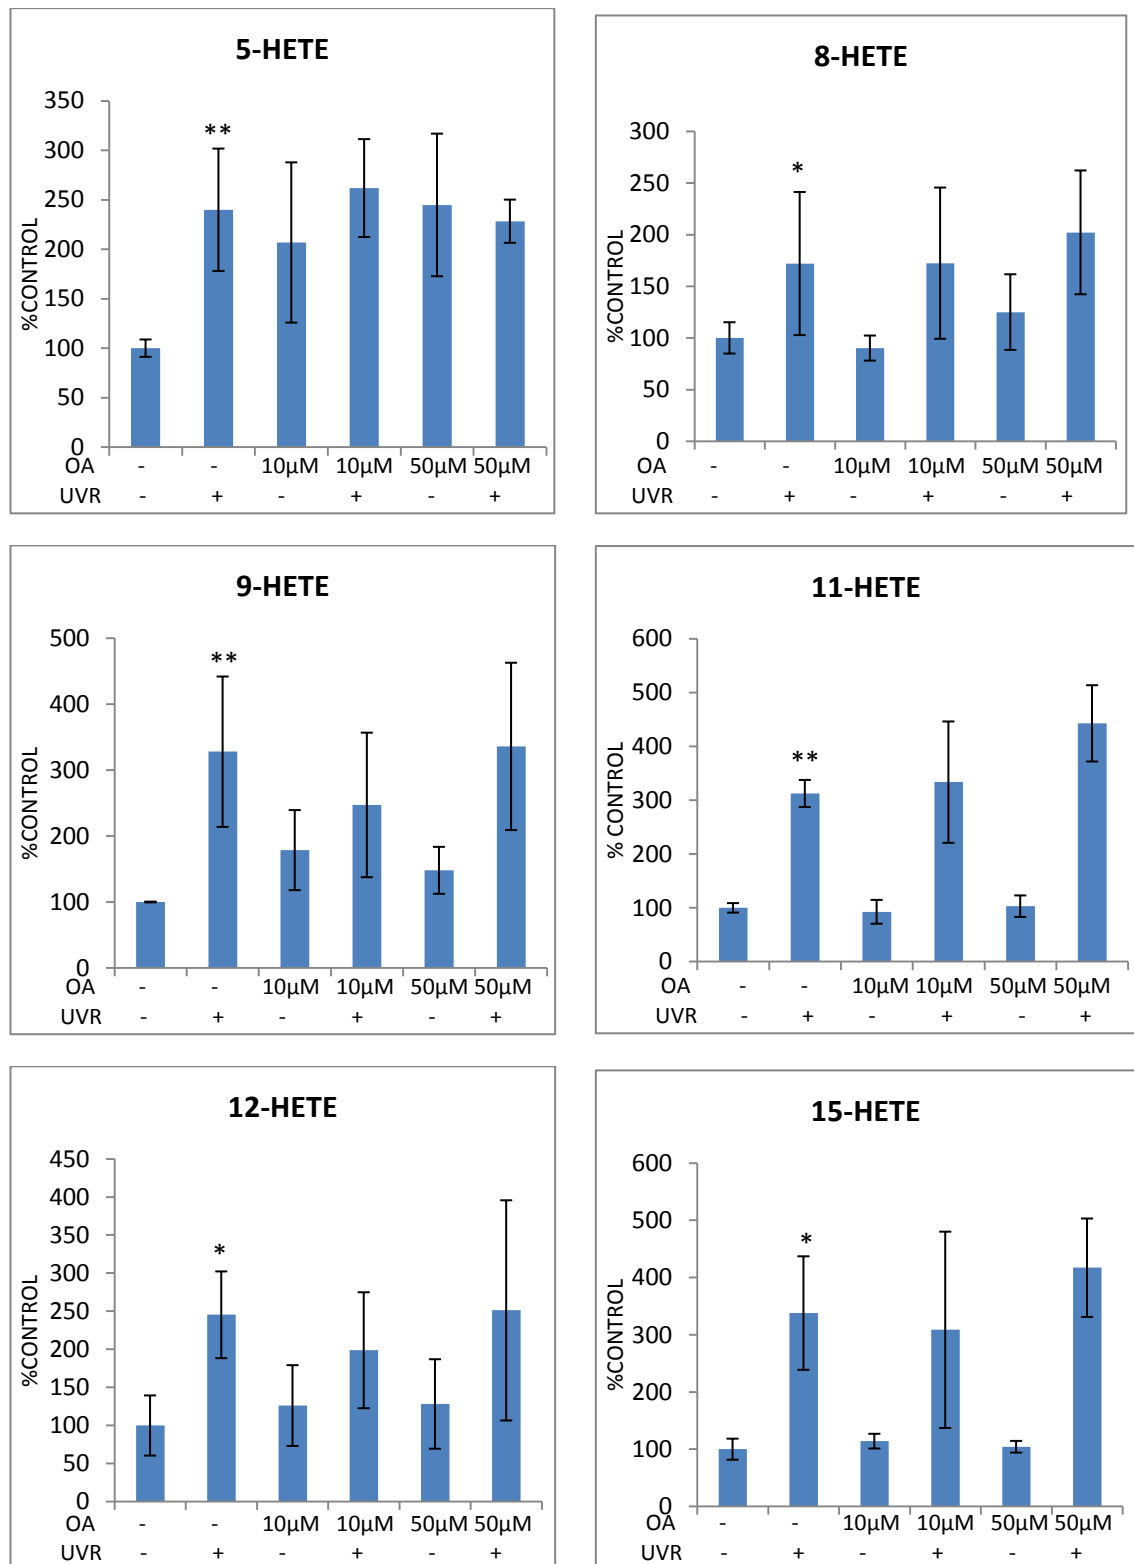 5-HETE
**
350
300
250
200
150
100
50
0
%CONTROL
OA - - 10µM 10µM 50µM 50µM
UVR - + - + - +
8-HETE
*
300
250
200
150
100
50
0
%CONTROL
OA - - 10µM 10µM 50µM 50µM
UVR - + - + - +
9-HETE
**
500
400
300
200
100
0
%CONTROL
OA - - 10µM 10µM 50µM 50µM
UVR - + - + - +
11-HETE
**
600
500
400
300
200
100
0
% CONTROL
OA - - 10µM 10µM 50µM 50µM
UVR - + - + - +
12-HETE
*
450
400
350
300
250
200
150
100
50
0
%CONTROL
OA - - 10µM 10µM 50µM 50µM
UVR - + - + - +
15-HETE
*
600
500
400
300
200
100
0
%CONTROL
OA - - 10µM 10µM 50µM 50µM
UVR - + - + - +